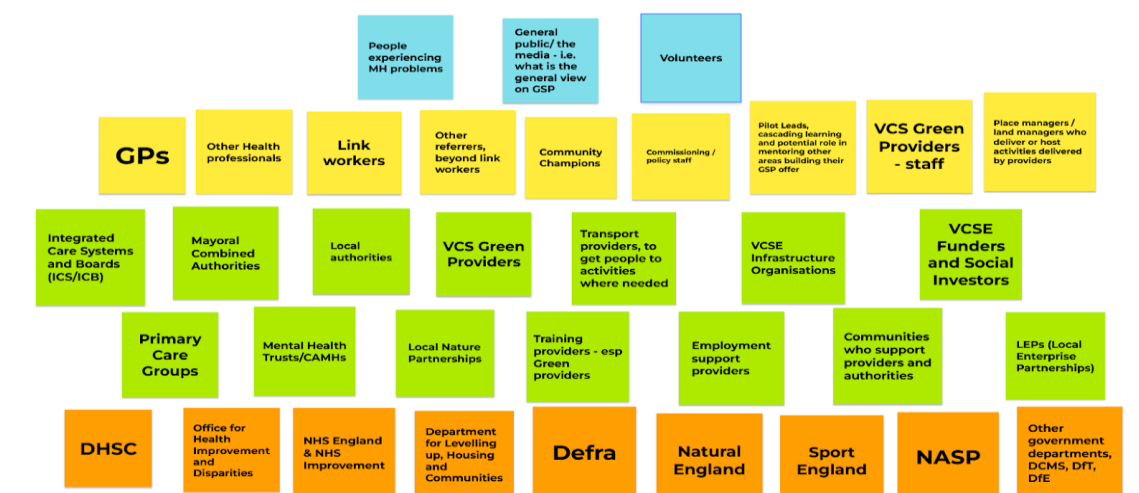 People
experiencing
MH problems
General
public/ the
media - i.e.
what is the
general view
on GSP
Volunteers
GPs
Other Health
professionals
Link
workers
Other
referrers,
beyond link
workers
Community
Champions
Commissioning /
policy staff
Pilot Leads,
cascading learning
and potential role in
mentoring other
areas building their
GSP offer
VCS Green
Providers
- staff
Place managers /
land managers who
deliver or host
activities delivered
by providers
Integrated
Care Systems
and Boards
(ICS/ICB)
Mayoral
Combined
Authorities
Local
authorities
VCS Green
Providers
Transport
providers, to
get people to
activities
where needed
VCSE
Infrastructure
Organisations
VCSE
Funders
and Social
Investors
Primary
Care
Groups
Mental Health
Trusts/CAMHs
Local Nature
Partnerships
Training
providers - esp
Green
providers
Employment
support
providers
Communities
who support
providers and
authorities
LEPs (Local
Enterprise
Partnerships)
DHSC
Office for
Health
Improvement
and
Disparities
NHS England
& NHS
Improvement
Department
for Levelling
up, Housing
and
Communities
Defra
Natural
England
Sport
England
NASP
Other
government
departments,
DCMS, DfT,
DfE